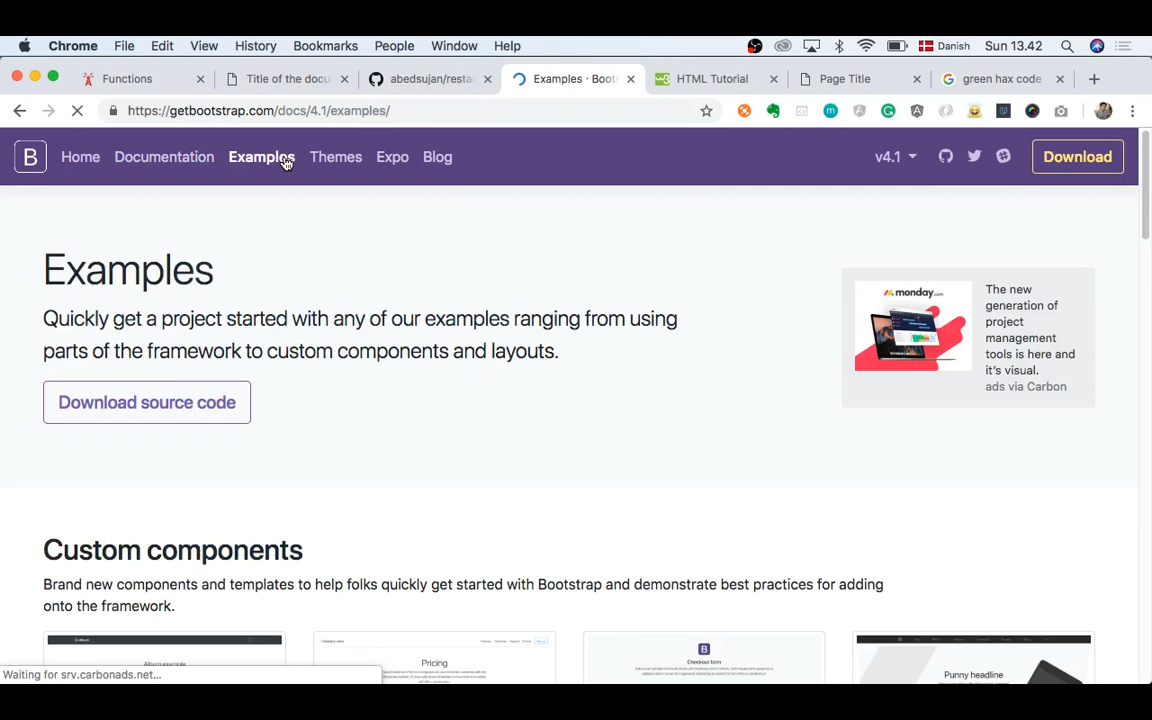 Chrome File Edit View History Bookmarks People Window Help Danish Sun 13.42
Functions Title of the docu abedsujan/resta Examples · Boots HTML Tutorial Page Title green hax code
https://getbootstrap.com/docs/4.1/examples/
B Home Documentation Examples Themes Expo Blog v4.1 Download
Examples
Quickly get a project started with any of our examples ranging from using
parts of the framework to custom components and layouts.
Download source code
monday.com
The new
generation of
project
management
tools is here and
it's visual.
ads via Carbon
Custom components
Brand new components and templates to help folks quickly get started with Bootstrap and demonstrate best practices for adding
onto the framework.
Album example
Pricing
Checkout form
Punny headline
Waiting for srv.carbonads.net...